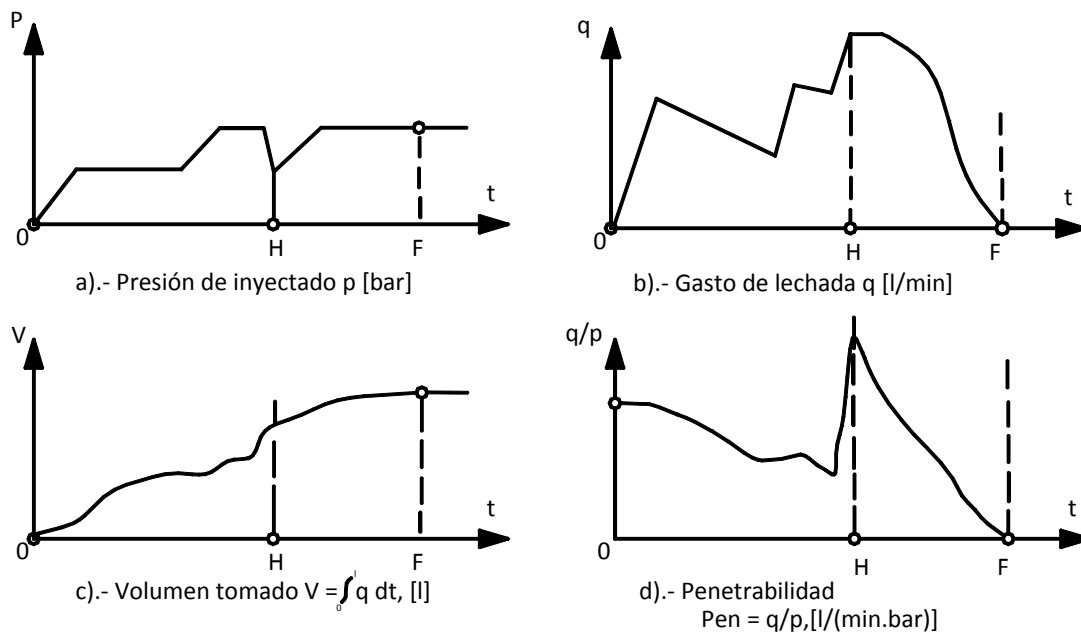 P
t
0
H
F
a).- Presión de inyectado p [bar]
q
t
0
H
F
b).- Gasto de lechada q [l/min]
V
t
0
H
F
c).- Volumen tomado V = ∫₀ˡ q dt, [l]
q/p
t
0
H
F
d).- Penetrabilidad
Pen = q/p,[l/(min.bar)]